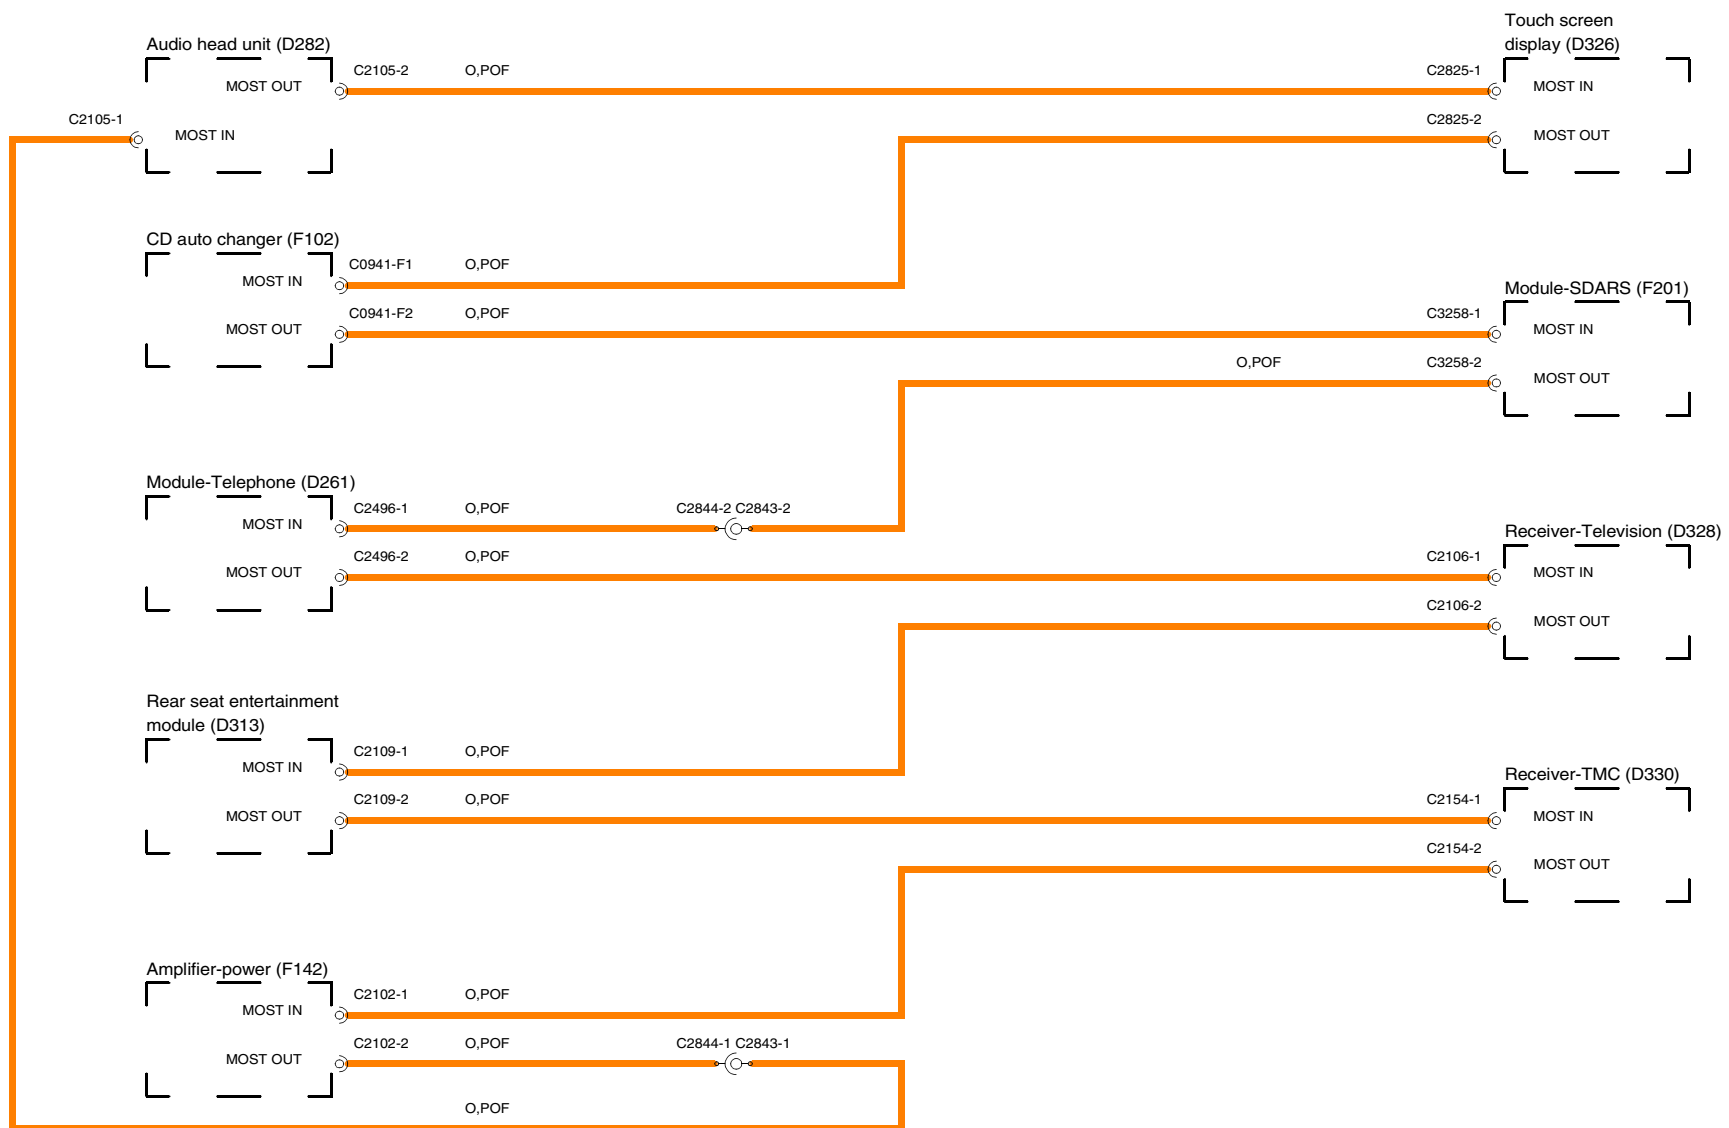 Touch screen
display (D326)
Audio head unit (D282)
MOST OUT
C2105-2
O,POF
C2825-1
MOST IN
C2105-1
MOST IN
C2825-2
MOST OUT
CD auto changer (F102)
MOST IN
C0941-F1
O,POF
Module-SDARS (F201)
MOST OUT
C0941-F2
O,POF
C3258-1
MOST IN
O,POF
C3258-2
MOST OUT
Module-Telephone (D261)
MOST IN
C2496-1
O,POF
C2844-2 C2843-2
Receiver-Television (D328)
MOST OUT
C2496-2
O,POF
C2106-1
MOST IN
C2106-2
MOST OUT
Rear seat entertainment
module (D313)
MOST IN
C2109-1
O,POF
Receiver-TMC (D330)
MOST OUT
C2109-2
O,POF
C2154-1
MOST IN
C2154-2
MOST OUT
Amplifier-power (F142)
MOST IN
C2102-1
O,POF
MOST OUT
C2102-2
O,POF
C2844-1 C2843-1
O,POF